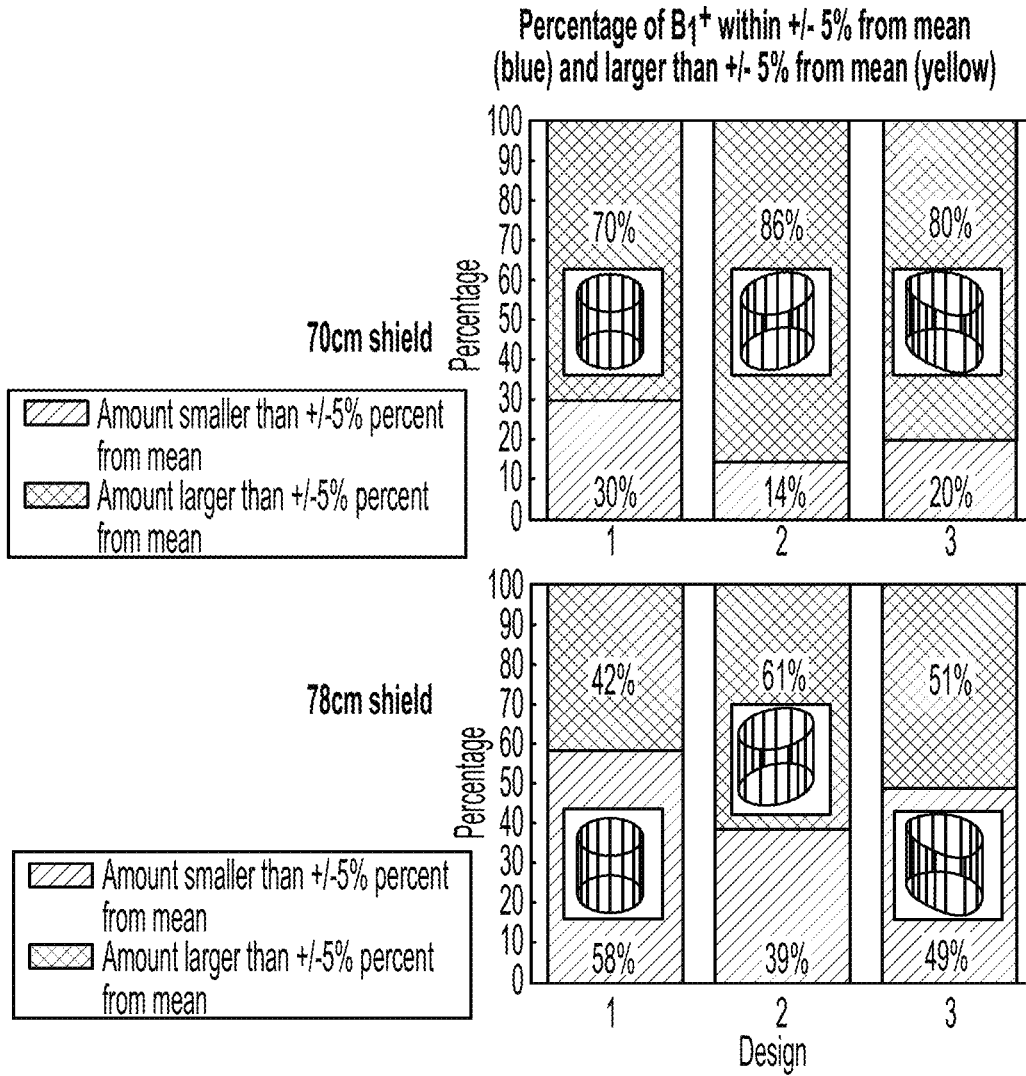 Percentage of B1+ within +/- 5% from mean
(blue) and larger than +/- 5% from mean (yellow)
70cm shield
Amount smaller than +/-5% percent
from mean
Amount larger than +/-5% percent
from mean
Percentage
100
90
80
70
60
50
40
30
20
10
0
70%
86%
80%
30%
14%
20%
1
2
3
78cm shield
Amount smaller than +/-5% percent
from mean
Amount larger than +/-5% percent
from mean
Percentage
100
90
80
70
60
50
40
30
20
10
0
42%
61%
51%
58%
39%
49%
1
2
3
Design